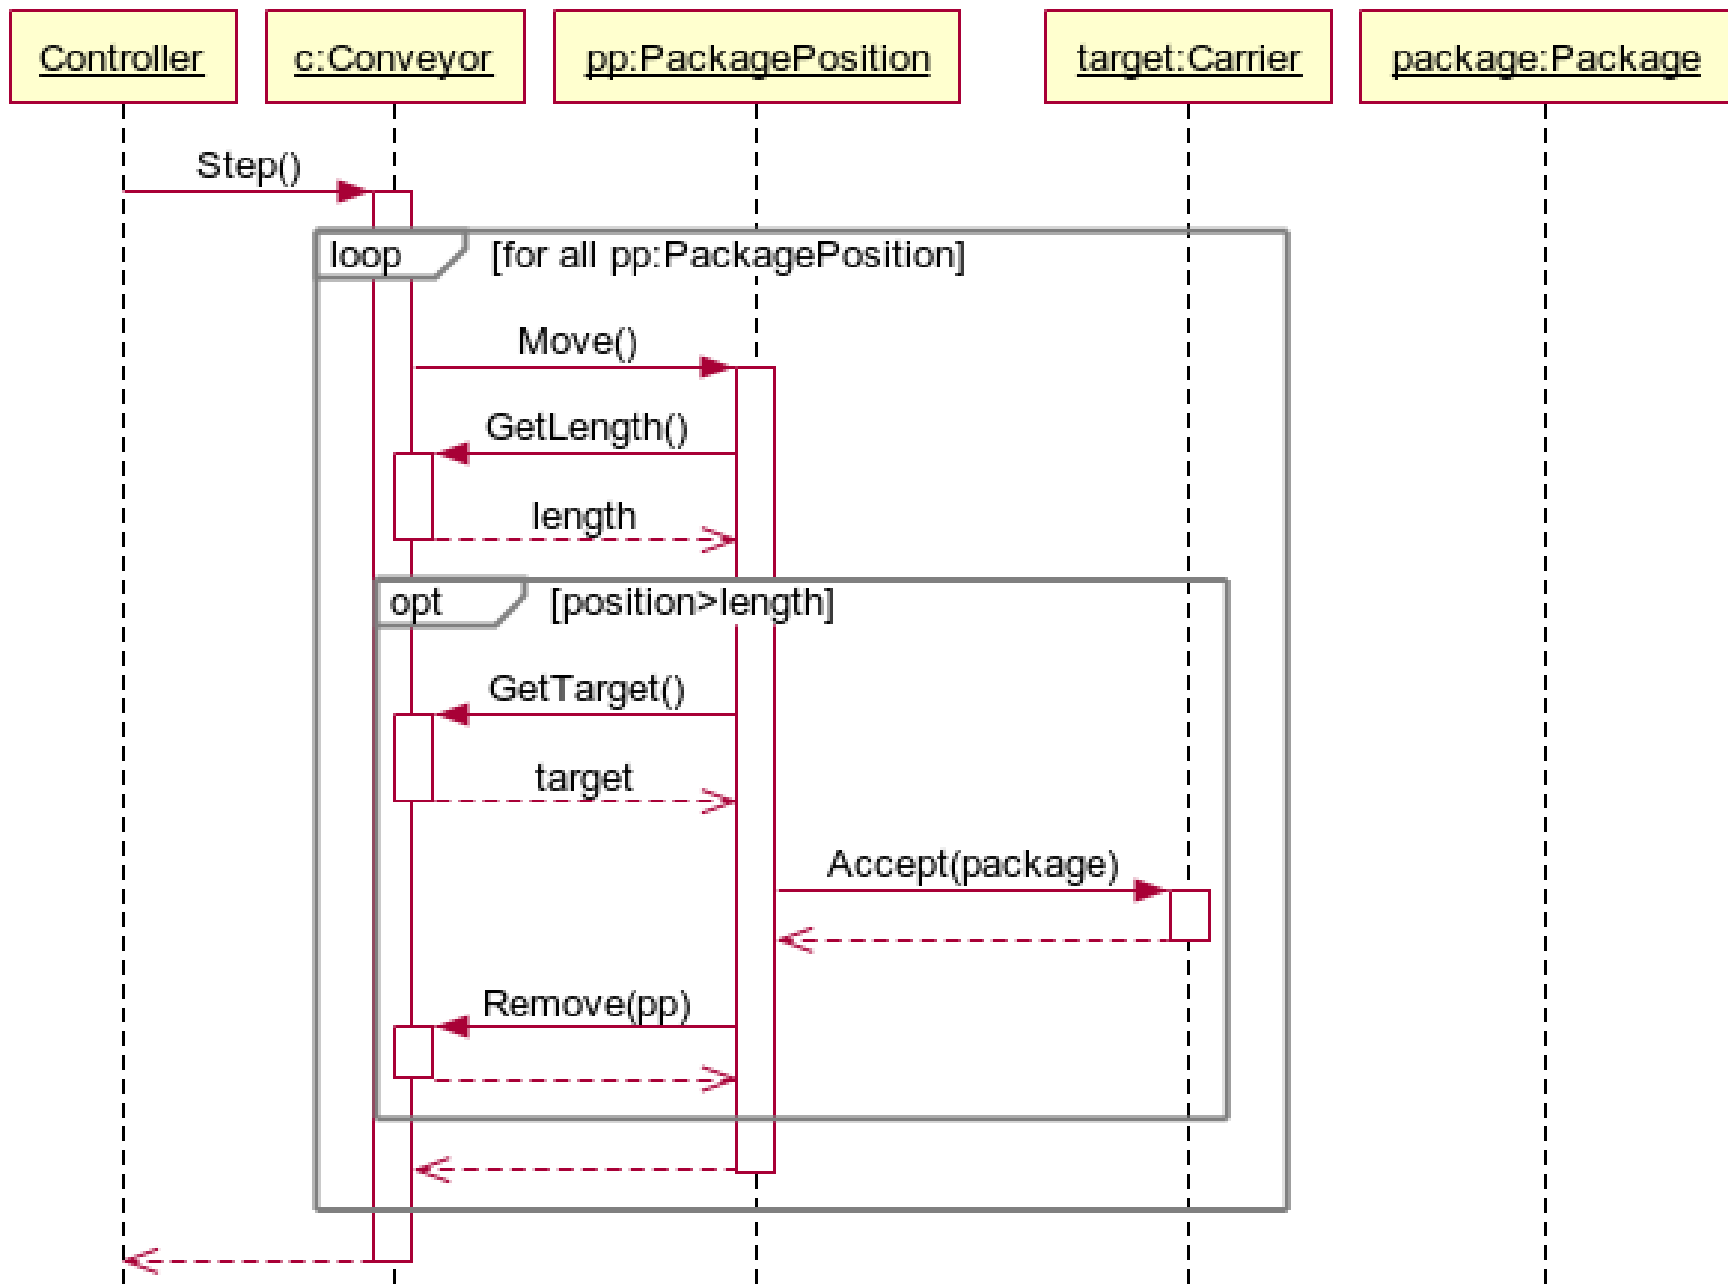 Controller
c:Conveyor
pp:PackagePosition
target:Carrier
package:Package
Step()
loop
[for all pp:PackagePosition]
Move()
GetLength()
length
opt
[position>length]
GetTarget()
target
Accept(package)
Remove(pp)